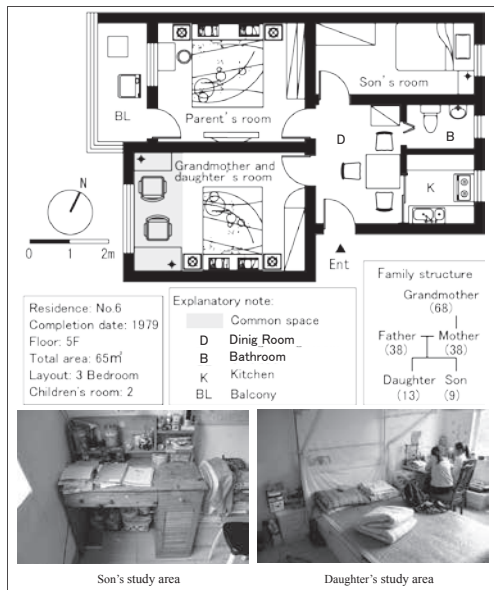 BL
Parent's room
Son's room
D
B
Grandmother and
daughter's room
K
N
0 1 2m
Ent
Residence: No.6
Completion date: 1979
Floor: 5F
Total area: 65㎡
Layout: 3 Bedroom
Children's room: 2
Explanatory note:
Common space
D Dinig Room
B Bathroom
K Kitchen
BL Balcony
Family structure
Grandmother
(68)
Father Mother
(38) (38)
Daughter Son
(13) (9)
Son's study area
Daughter's study area